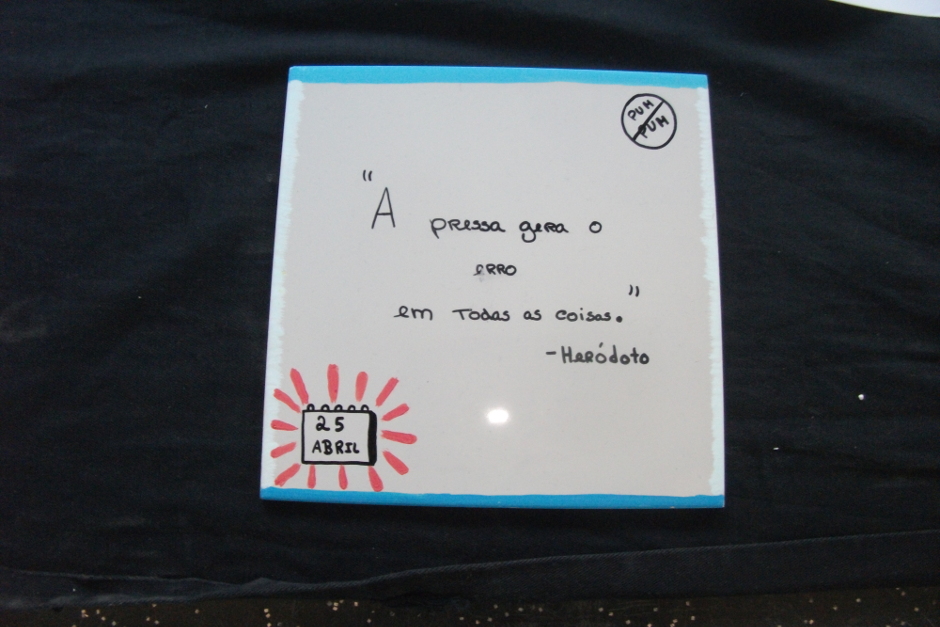 PUM
PUM
"A pressa gera o
erro
em Todas as coisas."
-Heródoto
25
ABRIL